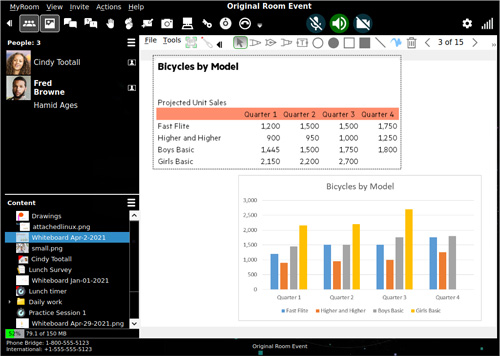 MyRoom View Invite Actions Help
Original Room Event
People: 3
Cindy Tootall
Fred
Browne
Hamid Ages
File Tools
3 of 15
Bicycles by Model
Projected Unit Sales
Quarter 1 Quarter 2 Quarter 3 Quarter 4
Fast Flite 1,200 1,500 1,500 1,750
Higher and Higher 900 950 1,000 1,250
Boys Basic 1,445 1,500 1,750 1,800
Girls Basic 2,150 2,200 2,700
Bicycles by Model
3,000
2,500
2,000
1,500
1,000
500
0
Quarter 1 Quarter 2 Quarter 3 Quarter 4
Fast Flite Higher and Higher Boys Basic Girls Basic
Content
Drawings
attachedlinux.png
Whiteboard Apr-2-2021
small.png
Cindy Tootall
Lunch Survey
Whiteboard Jan-01-2021
Lunch timer
Daily work
Practice Session 1
Whiteboard Apr-29-2021.png
52% 79.1 of 150 MB
Phone Bridge: 1-800-555-5123
International: +1-555-555-5123
Original Room Event